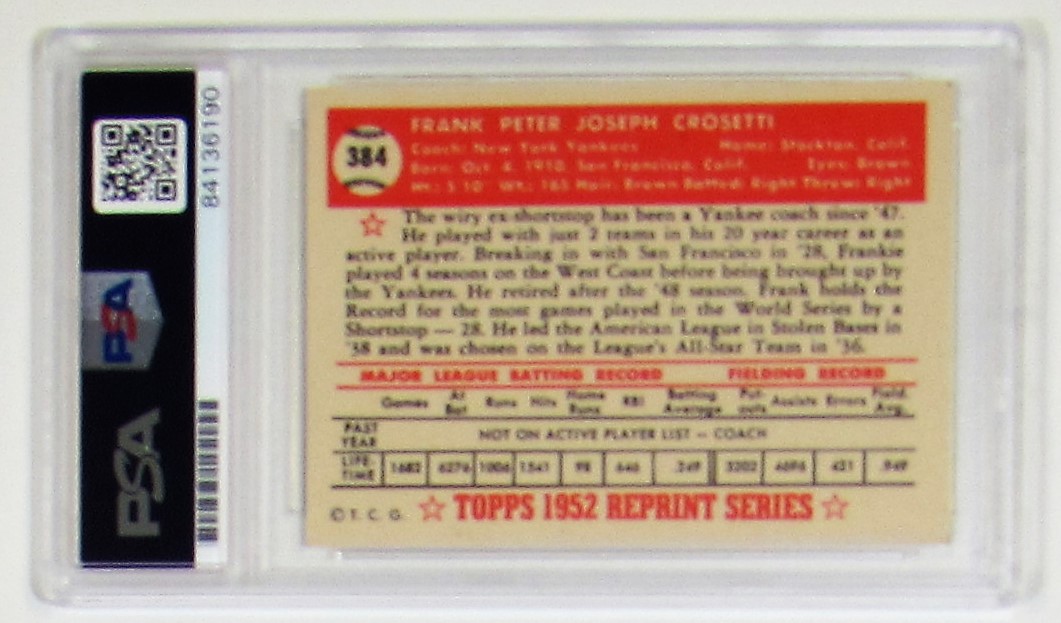 PSA
PSA
84136190
384
FRANK PETER JOSEPH CROSETTI
Coach: New York Yankees Home: Stockton, Calif.
Born: Oct. 4, 1910, San Francisco, Calif. Eyes: Brown
Ht.: 5 10" Wt.: 165 Hair: Brown Batted: Right Threw: Right
The wiry ex-shortstop has been a Yankee coach since '47.
He played with just 2 teams in his 20 year career as an
active player. Breaking in with San Francisco in '28, Frankie
played 4 seasons on the West Coast before being brought up by
the Yankees. He retired after the '48 season. Frank holds the
Record for the most games played in the World Series by a
Shortstop — 28. He led the American League in Stolen Bases in
'38 and was chosen on the League's All-Star Team in '36.
MAJOR LEAGUE BATTING RECORD FIELDING RECORD
Games At Bat Runs Hits Home Runs RBI Batting Average Put-outs Assists Errors Field. Avg.
PAST YEAR NOT ON ACTIVE PLAYER LIST — COACH
LIFE-TIME 1682 6276 1006 1541 98 646 .249 3202 4696 421 .949
© T. C. G. ☆ TOPPS 1952 REPRINT SERIES ☆